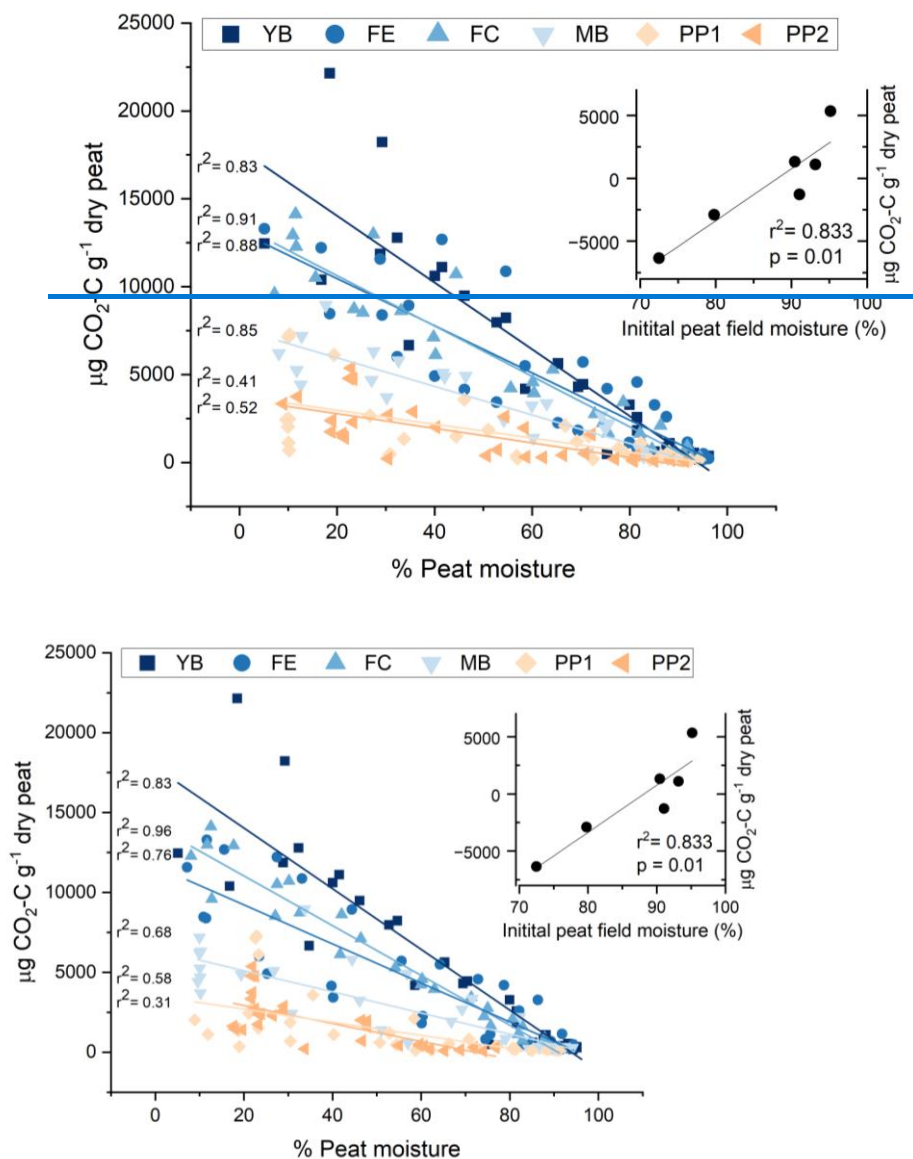 25000
YB FE FC MB PP1 PP2
20000
15000
10000
5000
0
µg CO₂-C g⁻¹ dry peat
r²= 0.83
r²= 0.91
r²= 0.88
r²= 0.85
r²= 0.41
r²= 0.52
0 20 40 60 80 100
% Peat moisture
5000
0
−5000
r²= 0.833
p = 0.01
µg CO₂-C g⁻¹ dry peat
70 80 90 100
Initital peat field moisture (%)
25000
YB FE FC MB PP1 PP2
20000
15000
10000
5000
0
µg CO₂-C g⁻¹ dry peat
r²= 0.83
r²= 0.96
r²= 0.76
r²= 0.68
r²= 0.58
r²= 0.31
0 20 40 60 80 100
% Peat moisture
5000
0
−5000
r²= 0.833
p = 0.01
µg CO₂-C g⁻¹ dry peat
70 80 90 100
Initital peat field moisture (%)